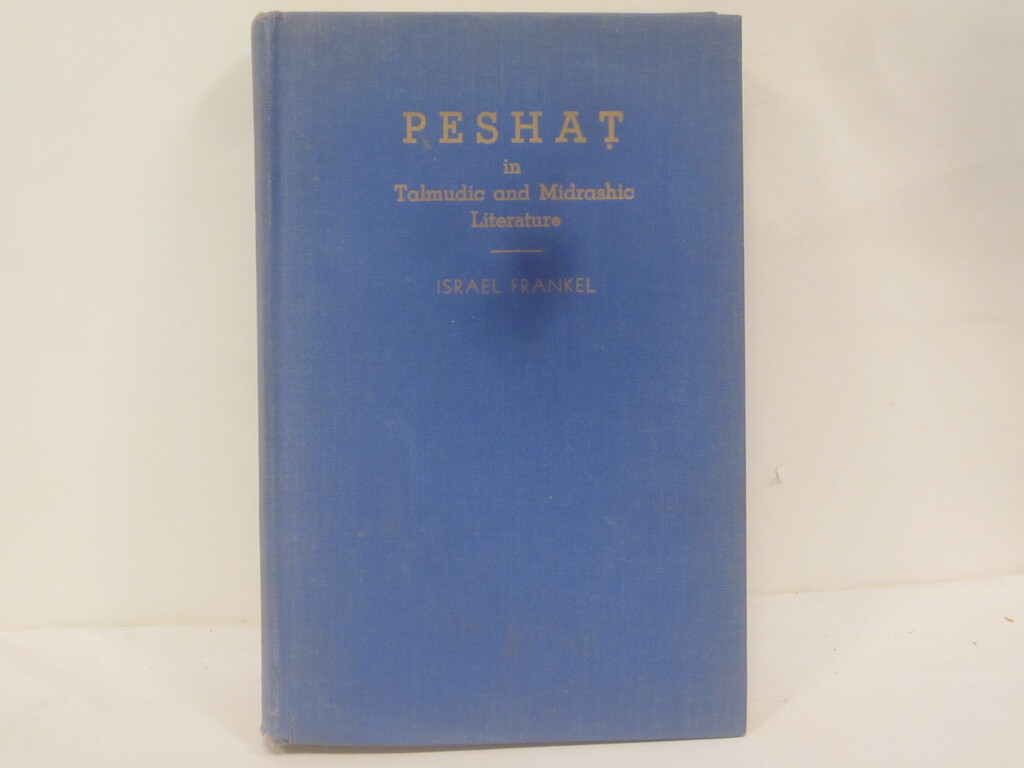 PESHAṬ
in
Talmudic and Midrashic
Literature
ISRAEL FRANKEL